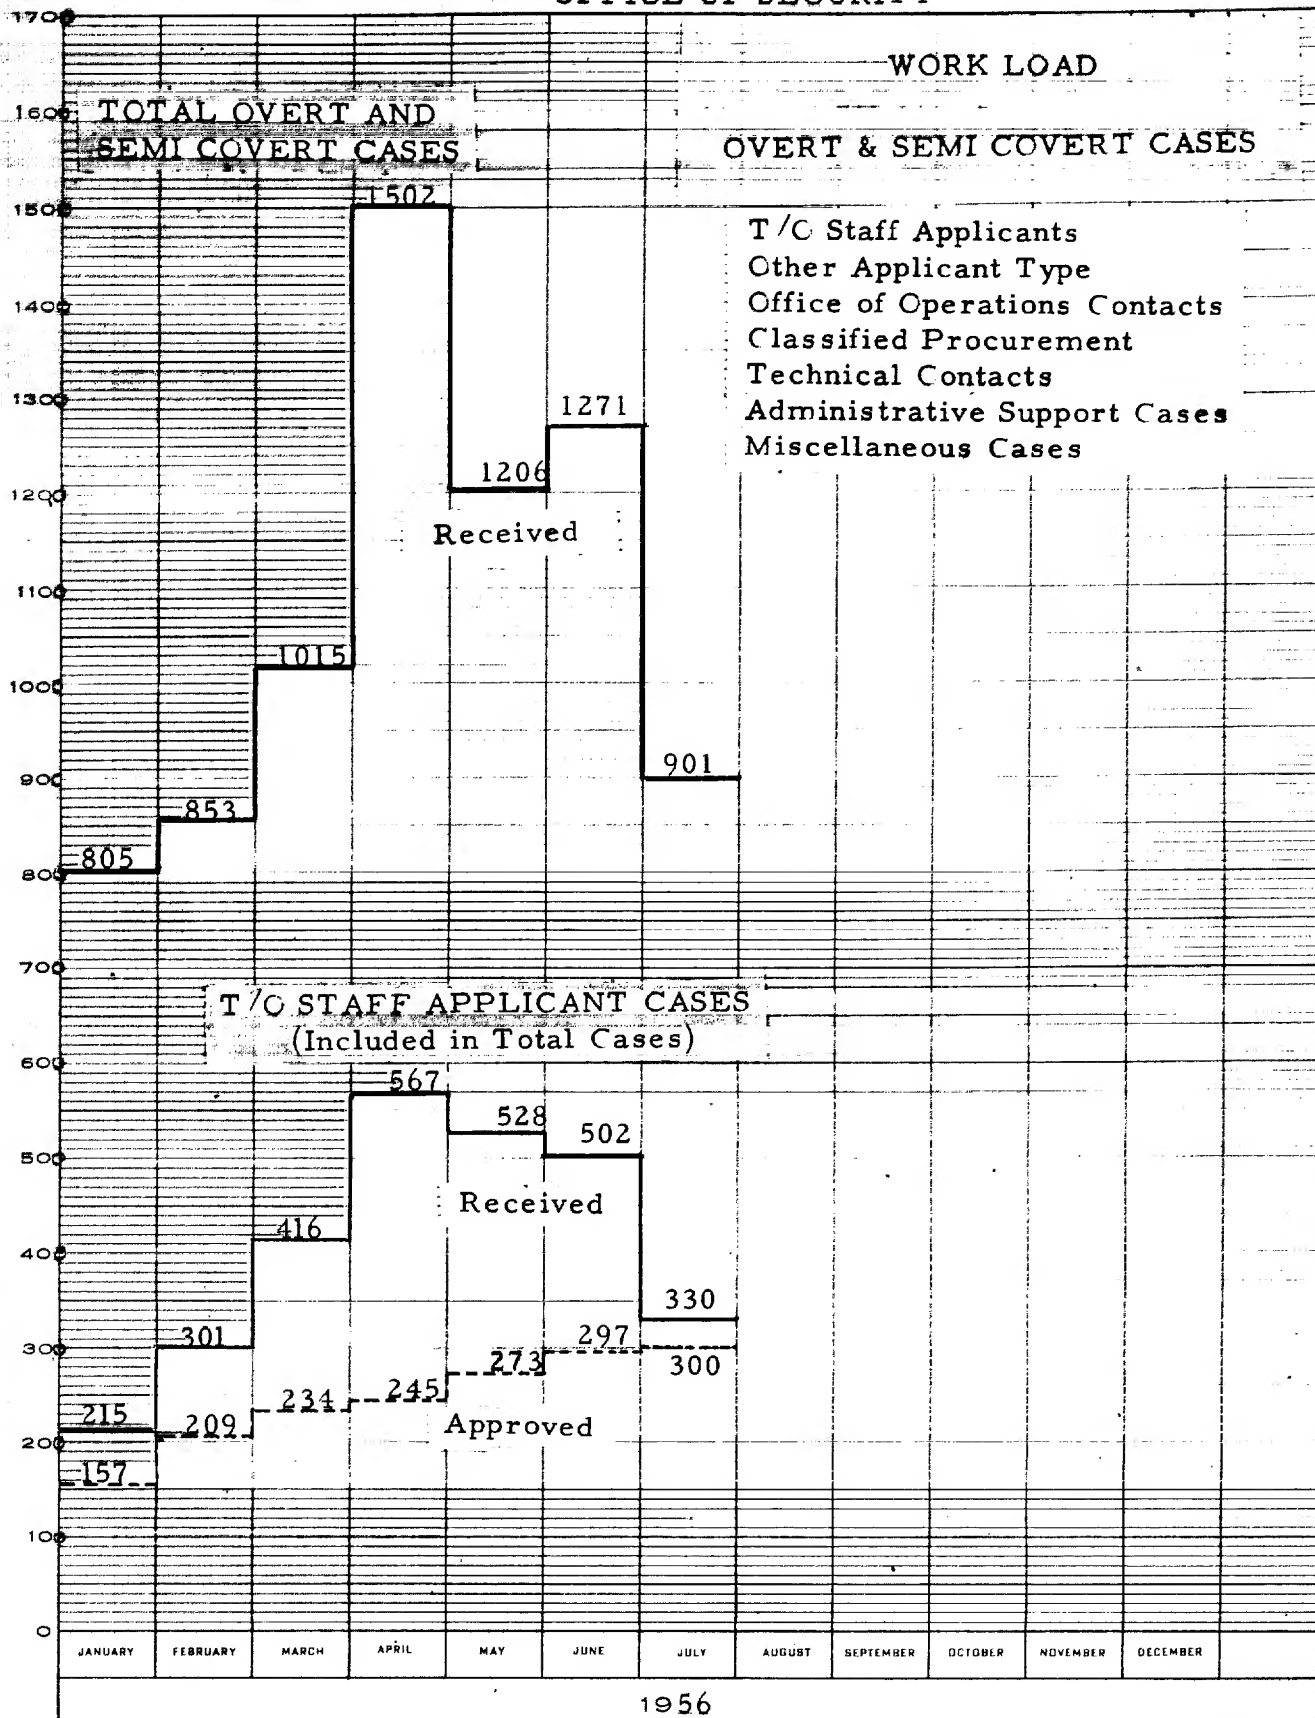 OFFICE OF SECURITY
WORK LOAD
OVERT & SEMI COVERT CASES
T/O Staff Applicants
Other Applicant Type
Office of Operations Contacts
Classified Procurement
Technical Contacts
Administrative Support Cases
Miscellaneous Cases
TOTAL OVERT AND
SEMI COVERT CASES
1700
1600
1500
1400
1300
1200
1100
1000
900
800
700
600
500
400
300
200
100
0
805
853
1015
1502
1206
1271
901
Received
T/O STAFF APPLICANT CASES
(Included in Total Cases)
215
301
416
567
528
502
330
Received
157
209
234
245
273
297
300
Approved
JANUARY FEBRUARY MARCH APRIL MAY JUNE JULY AUGUST SEPTEMBER OCTOBER NOVEMBER DECEMBER
1956